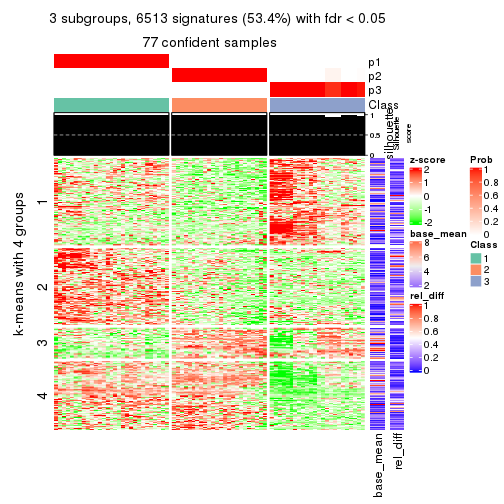 3 subgroups, 6513 signatures (53.4%) with fdr < 0.05
77 confident samples
p1
p2
p3
Class
1
0.5
0
silhouette
Silhouette
score
k-means with 4 groups
1
2
3
4
base_mean
rel_diff
z-score
2
1
0
-1
-2
base_mean
8
6
4
2
rel_diff
1
0.8
0.6
0.4
0.2
0
Prob
1
0.8
0.6
0.4
0.2
0
Class
1
2
3